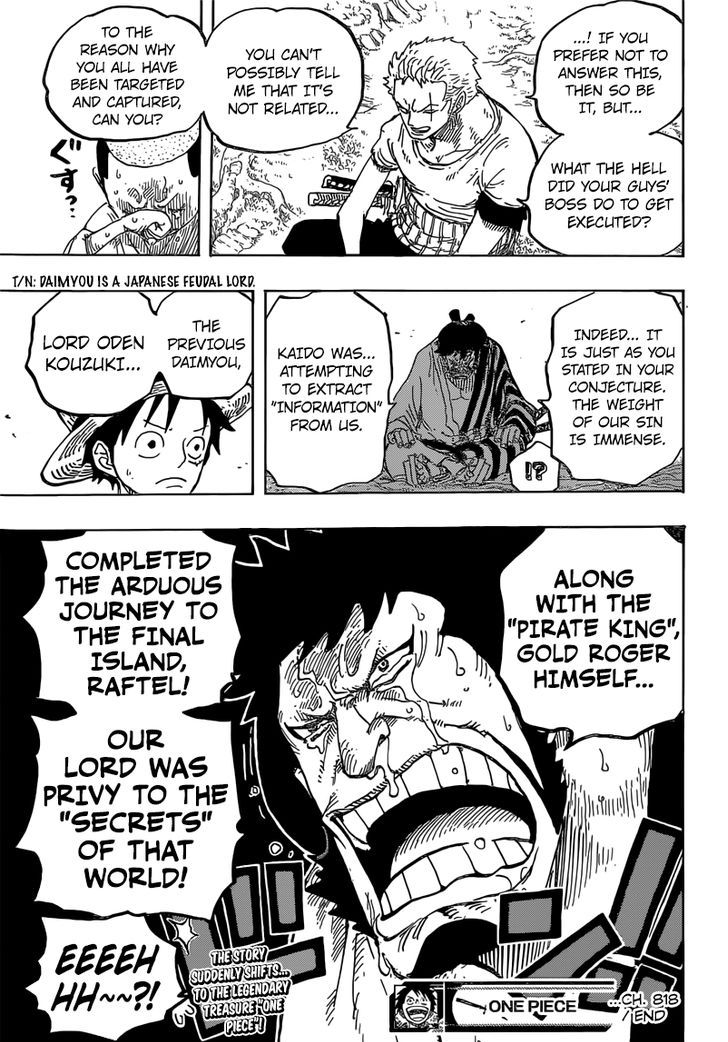 ...! IF YOU
PREFER NOT TO
ANSWER THIS,
THEN SO BE
IT, BUT...
WHAT THE HELL
DID YOUR GUYS'
BOSS DO TO GET
EXECUTED?
YOU CAN'T
POSSIBLY TELL
ME THAT IT'S
NOT RELATED...
TO THE
REASON WHY
YOU ALL HAVE
BEEN TARGETED
AND CAPTURED,
CAN YOU?
ぐす?
T/N: DAIMYOU IS A JAPANESE FEUDAL LORD.
INDEED... IT
IS JUST AS YOU
STATED IN YOUR
CONJECTURE.
THE WEIGHT
OF OUR SIN
IS IMMENSE.
!?
KAIDO WAS...
ATTEMPTING
TO EXTRACT
"INFORMATION"
FROM US.
THE
PREVIOUS
DAIMYOU,
LORD ODEN
KOUZUKI...
ALONG
WITH THE
"PIRATE KING",
GOLD ROGER
HIMSELF...
COMPLETED
THE ARDUOUS
JOURNEY TO
THE FINAL
ISLAND,
RAFTEL!
OUR
LORD WAS
PRIVY TO THE
"SECRETS"
OF THAT
WORLD!
EEEEH
HH~~?!
THE STORY
SUDDENLY SHIFTS...
TO THE LEGENDARY
TREASURE "ONE
PIECE"!
ONE PIECE
...CH. 818
/ END